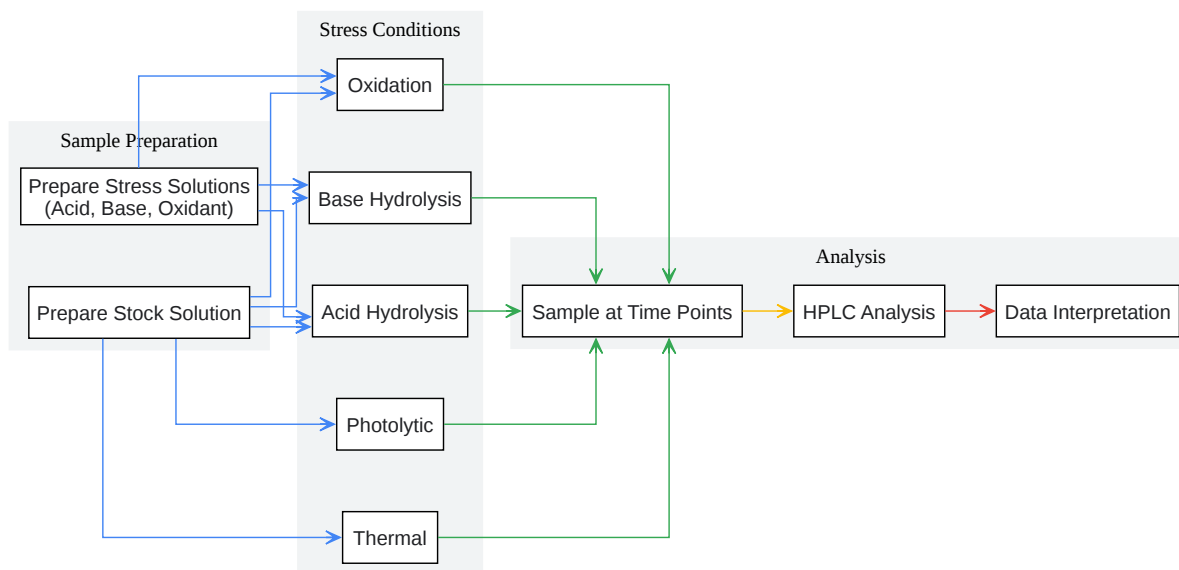 Stress Conditions
Oxidation
Sample Preparation
Prepare Stress Solutions
(Acid, Base, Oxidant)
Base Hydrolysis
Analysis
Prepare Stock Solution
Acid Hydrolysis
Sample at Time Points
HPLC Analysis
Data Interpretation
Photolytic
Thermal